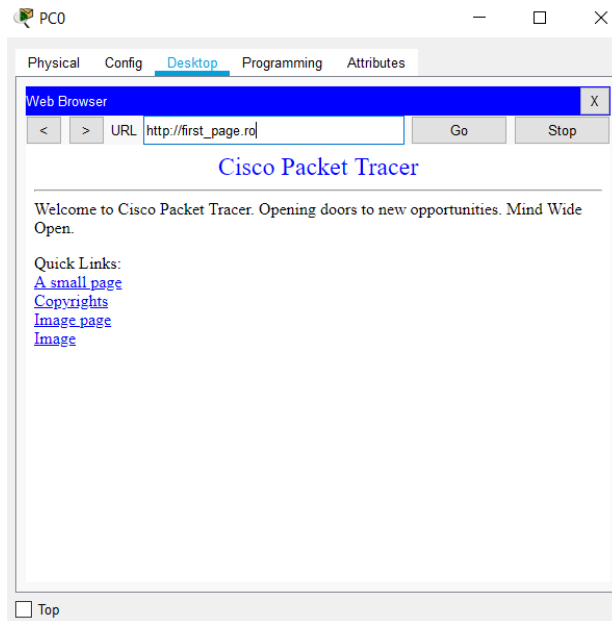 PC0
Physical Config Desktop Programming Attributes
Web Browser X
< > URL http://first_page.ro Go Stop
Cisco Packet Tracer
Welcome to Cisco Packet Tracer. Opening doors to new opportunities. Mind Wide
Open.
Quick Links:
A small page
Copyrights
Image page
Image
Top